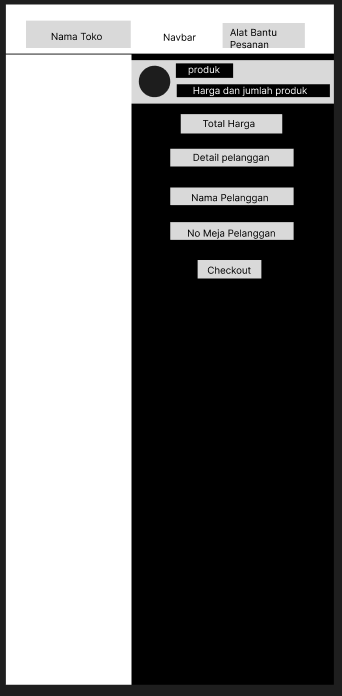 Nama Toko
Navbar
Alat Bantu
Pesanan
produk
Harga dan jumlah produk
Total Harga
Detail pelanggan
Nama Pelanggan
No Meja Pelanggan
Checkout